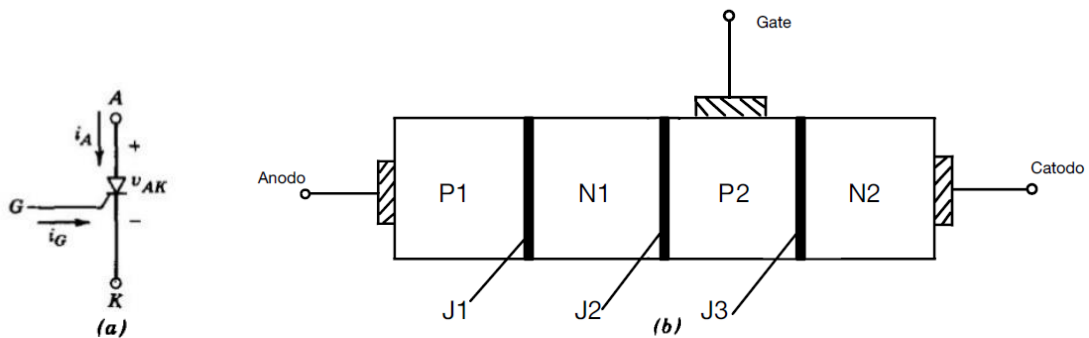 A
i_A
+
v_AK
G
i_G
−
K
(a)
Gate
Anodo
P1
N1
P2
N2
Catodo
J1
J2
J3
(b)